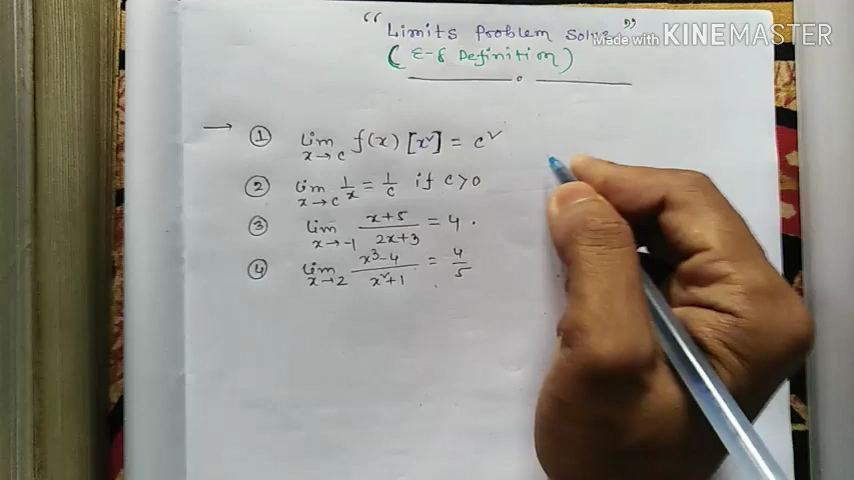 "Limits Problem Solv
Made with KINEMASTER
(ε-δ Definition)
→ ① lim x→c f(x) [x²] = c²
② lim x→c 1/x = 1/c if c>0
③ lim x→-1 x+5/2x+3 = 4.
④ lim x→2 x³-4/x²+1 = 4/5